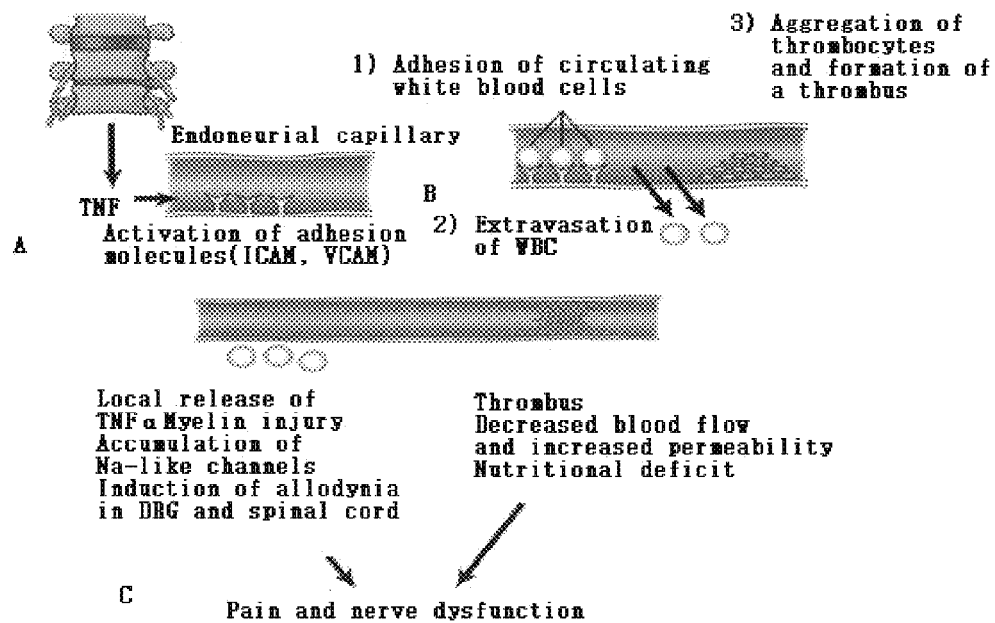 3) Aggregation of
thrombocytes
and formation of
a thrombus
1) Adhesion of circulating
white blood cells
Endoneurial capillary
TNF
B
A
Activation of adhesion
molecules(ICAM, VCAM)
2) Extravasation
of WBC
Local release of
TNFα Myelin injury
Accumulation of
Na-like channels
Induction of allodynia
in DRG and spinal cord
Thrombus
Decreased blood flow
and increased permeability
Nutritional deficit
C
Pain and nerve dysfunction